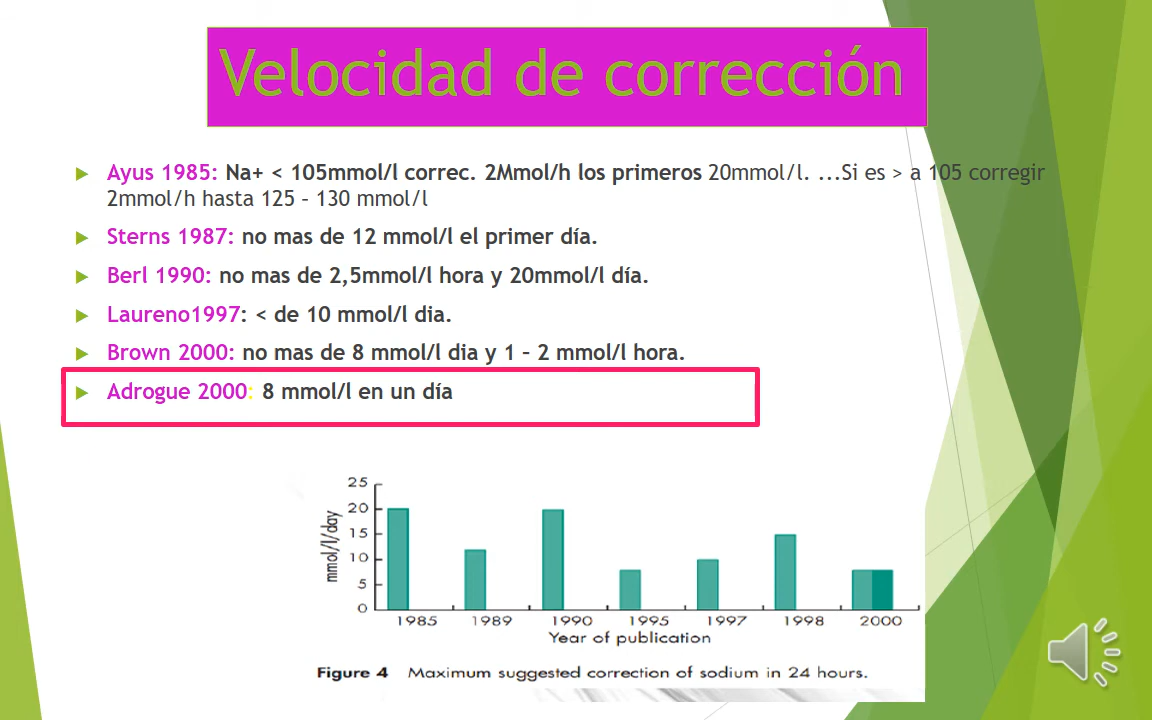 Velocidad de corrección
Ayus 1985: Na+ < 105mmol/l correc. 2Mmol/h los primeros 20mmol/l. ...Si es > a 105 corregir
2mmol/h hasta 125 – 130 mmol/l
Sterns 1987: no mas de 12 mmol/l el primer día.
Berl 1990: no mas de 2,5mmol/l hora y 20mmol/l día.
Laureno1997: < de 10 mmol/l dia.
Brown 2000: no mas de 8 mmol/l dia y 1 – 2 mmol/l hora.
Adrogue 2000: 8 mmol/l en un día
25
20
15
10
5
0
mmol/l/day
1985 1989 1990 1995 1997 1998 2000
Year of publication
Figure 4 Maximum suggested correction of sodium in 24 hours.